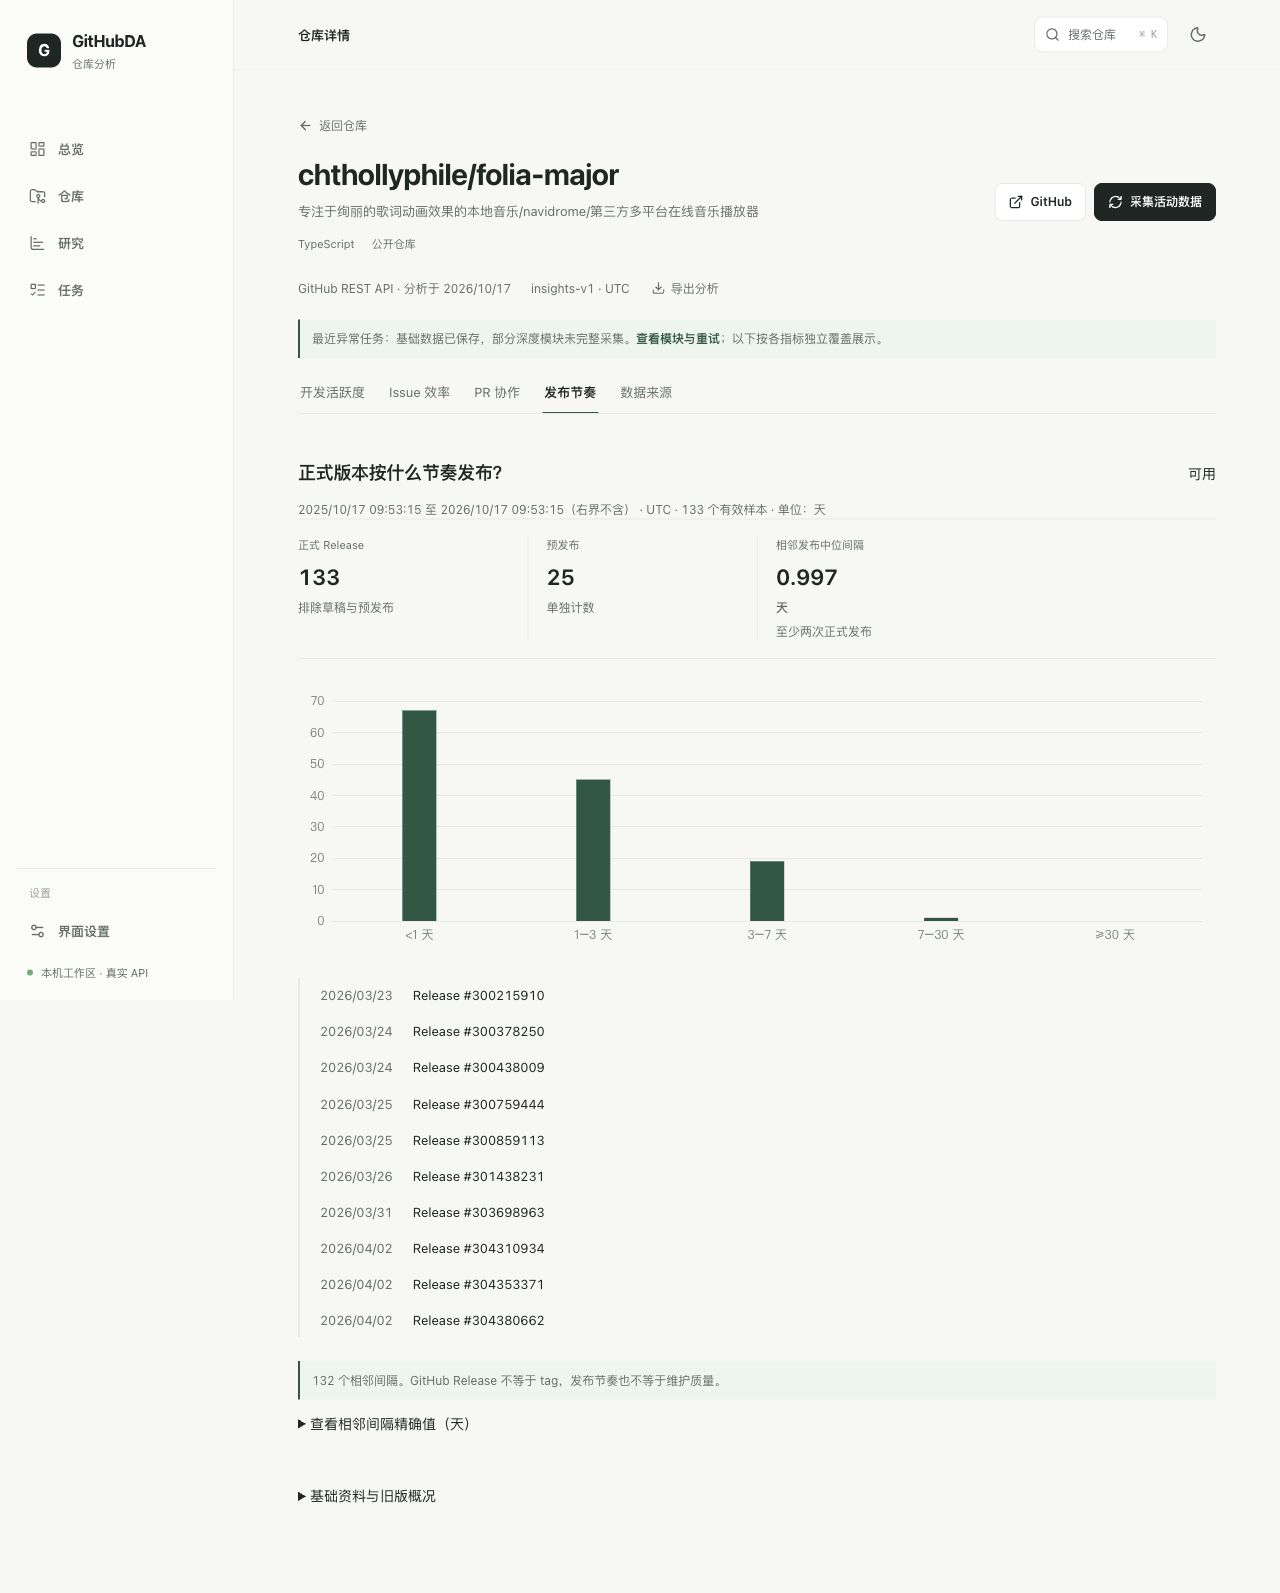 G
GitHubDA
仓库分析
总览
仓库
研究
任务
设置
界面设置
本机工作区 · 真实 API
仓库详情
搜索仓库 ⌘ K
返回仓库
chthollyphile/folia-major
专注于绚丽的歌词动画效果的本地音乐/navidrome/第三方多平台在线音乐播放器
TypeScript 公开仓库
GitHub
采集活动数据
GitHub REST API · 分析于 2026/10/17 insights-v1 · UTC 导出分析
最近异常任务：基础数据已保存，部分深度模块未完整采集。查看模块与重试；以下按各指标独立覆盖展示。
开发活跃度 Issue 效率 PR 协作 发布节奏 数据来源
正式版本按什么节奏发布？
可用
2025/10/17 09:53:15 至 2026/10/17 09:53:15（右界不含） · UTC · 133 个有效样本 · 单位：天
正式 Release
133
排除草稿与预发布
预发布
25
单独计数
相邻发布中位间隔
0.997
天
至少两次正式发布
70
60
50
40
30
20
10
0
<1 天 1–3 天 3–7 天 7–30 天 ≥30 天
2026/03/23 Release #300215910
2026/03/24 Release #300378250
2026/03/24 Release #300438009
2026/03/25 Release #300759444
2026/03/25 Release #300859113
2026/03/26 Release #301438231
2026/03/31 Release #303698963
2026/04/02 Release #304310934
2026/04/02 Release #304353371
2026/04/02 Release #304380662
132 个相邻间隔。GitHub Release 不等于 tag，发布节奏也不等于维护质量。
查看相邻间隔精确值（天）
基础资料与旧版概况